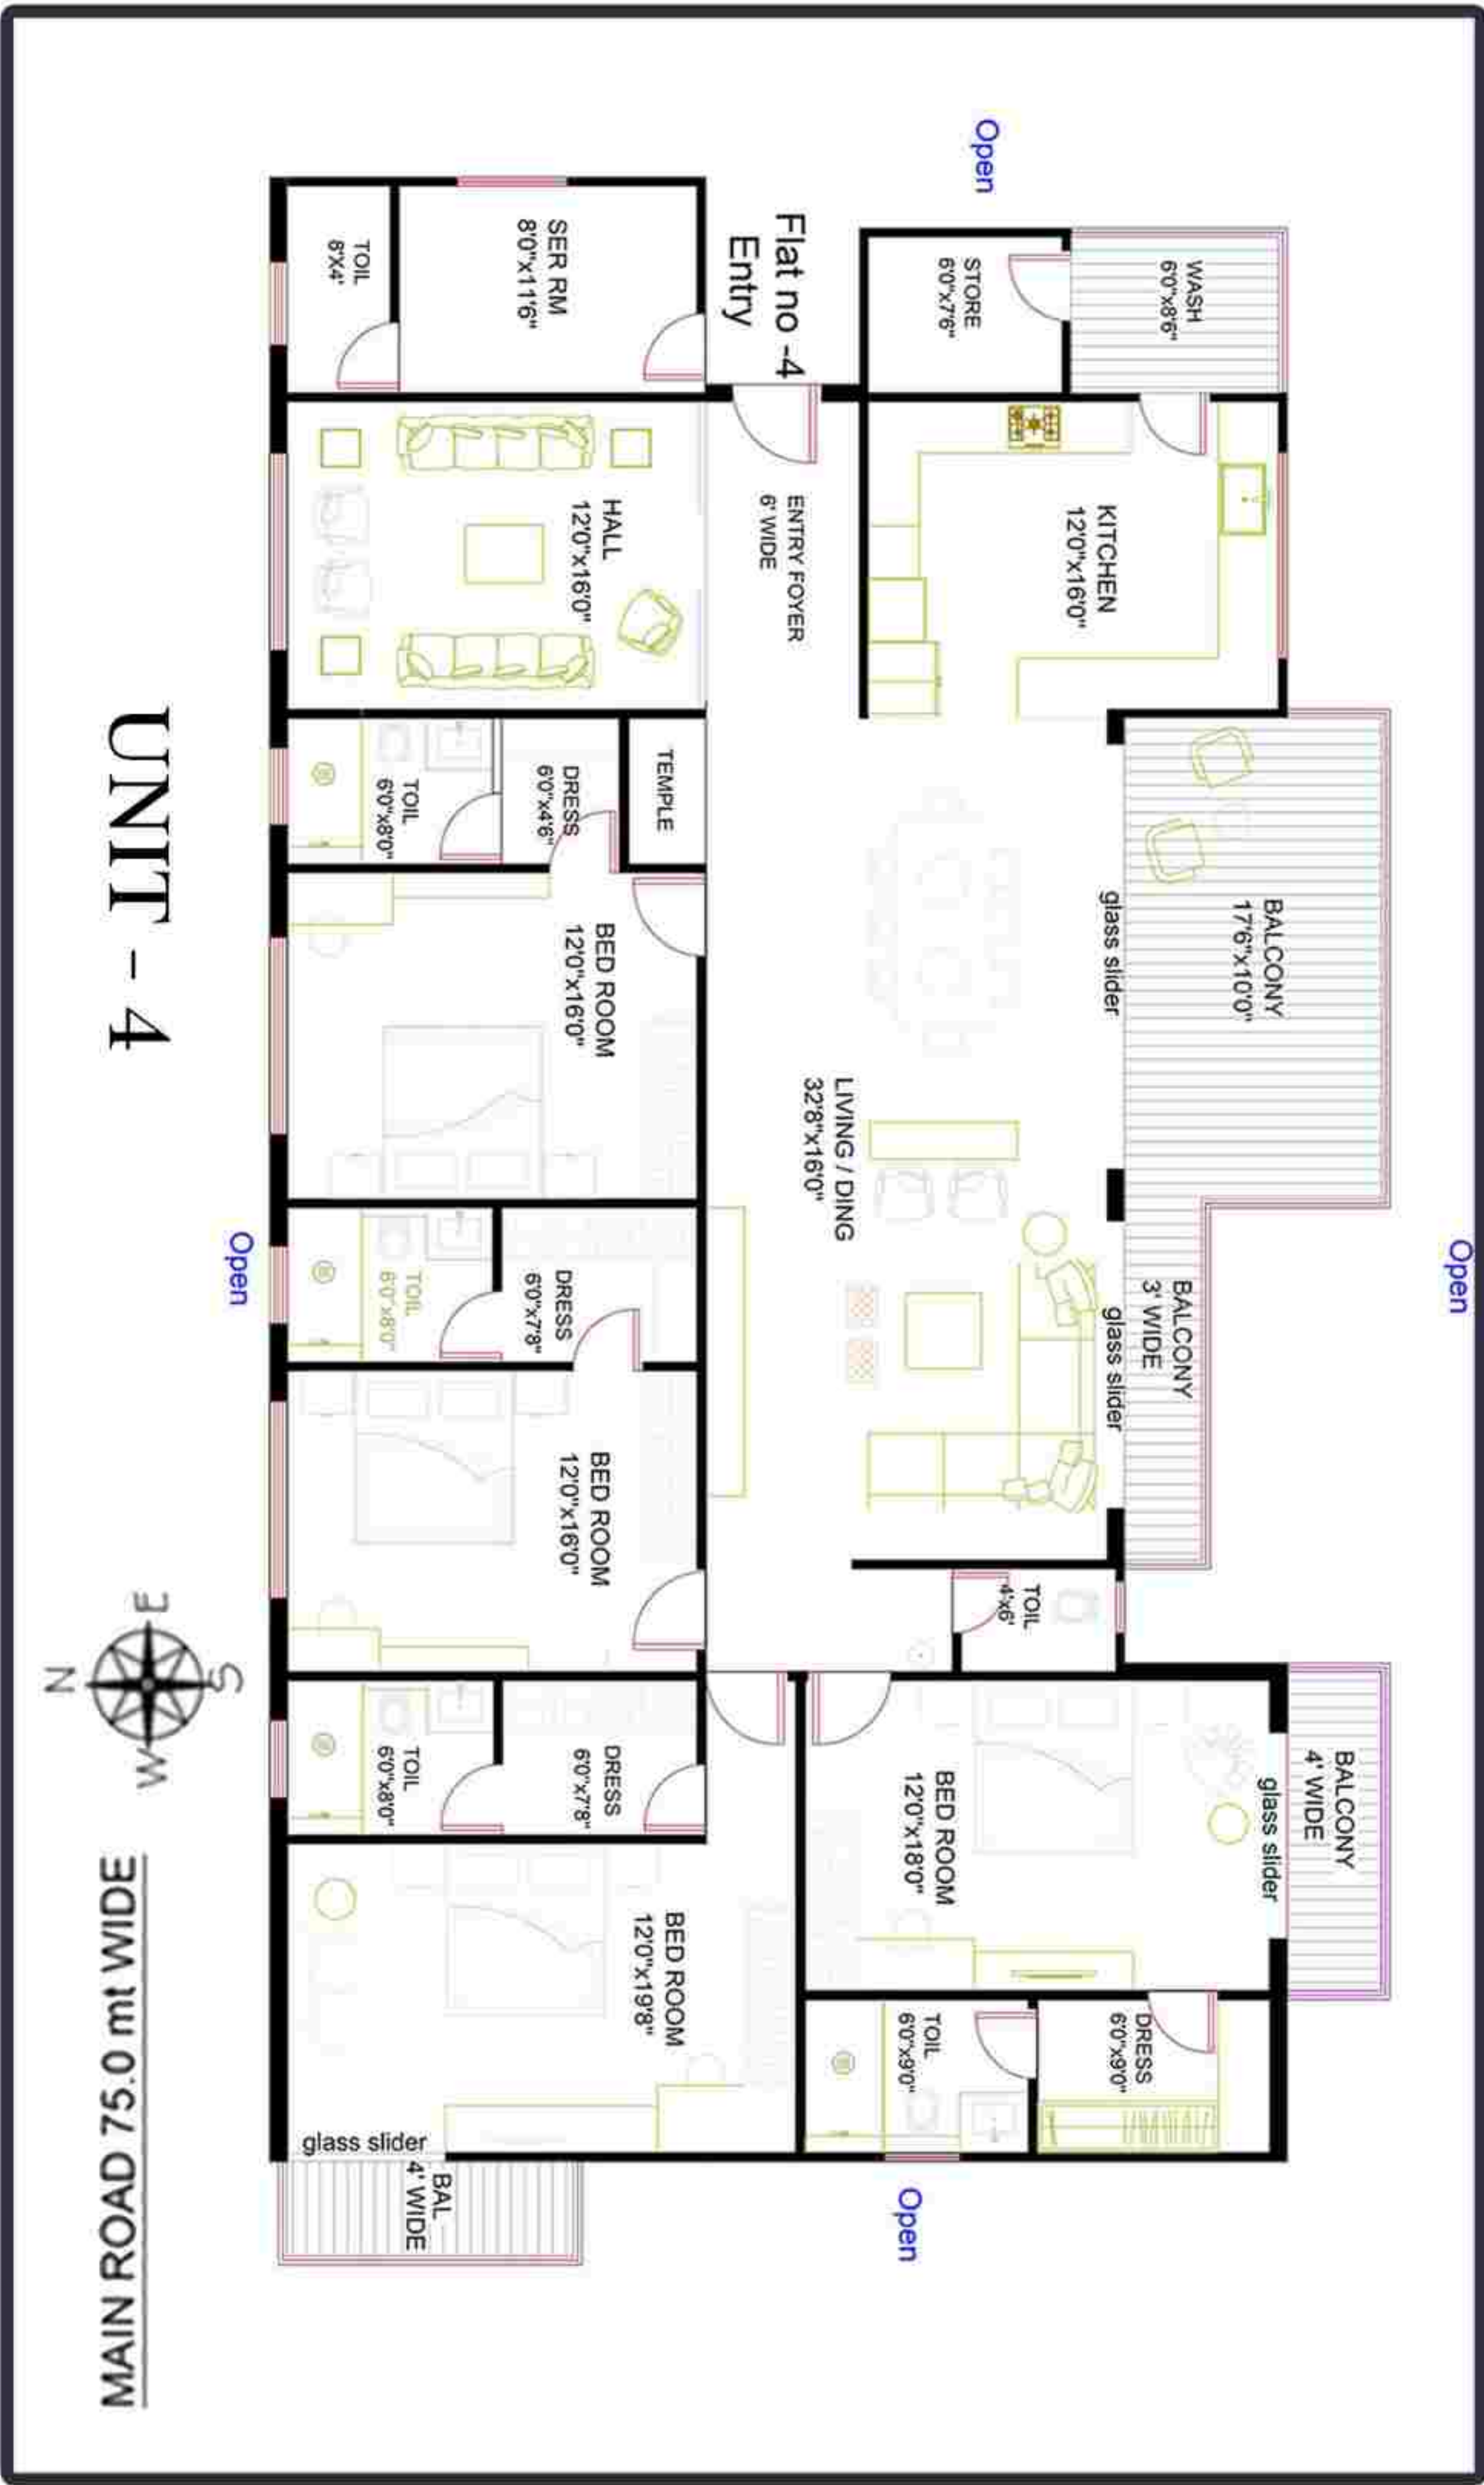 Open
BALCONY
4' WIDE
BALCONY
17'6"x10'0"
glass slider
WASH
6'0"x8'6"
BALCONY
3' WIDE
glass slider
glass slider
DRESS
6'0"x9'0"
KITCHEN
12'0"x16'0"
TOIL
4'x6'
Open
STORE
6'0"x7'6"
BED ROOM
12'0"x18'0"
TOIL
6'0"x9'0"
Open
LIVING / DING
32'8"x16'0"
Flat no -4
Entry
ENTRY FOYER
6' WIDE
TEMPLE
BED ROOM
12'0"x19'8"
SER RM
8'0"x11'6"
HALL
12'0"x16'0"
DRESS
6'0"x4'6"
BED ROOM
12'0"x16'0"
DRESS
6'0"x7'8"
BED ROOM
12'0"x16'0"
DRESS
6'0"x7'8"
TOIL
8'X4'
TOIL
6'0"x8'0"
TOIL
6'0"x8'0"
TOIL
6'0"x8'0"
glass slider
BAL
4' WIDE
Open
UNIT - 4
S
E
W
N
MAIN ROAD 75.0 mt WIDE